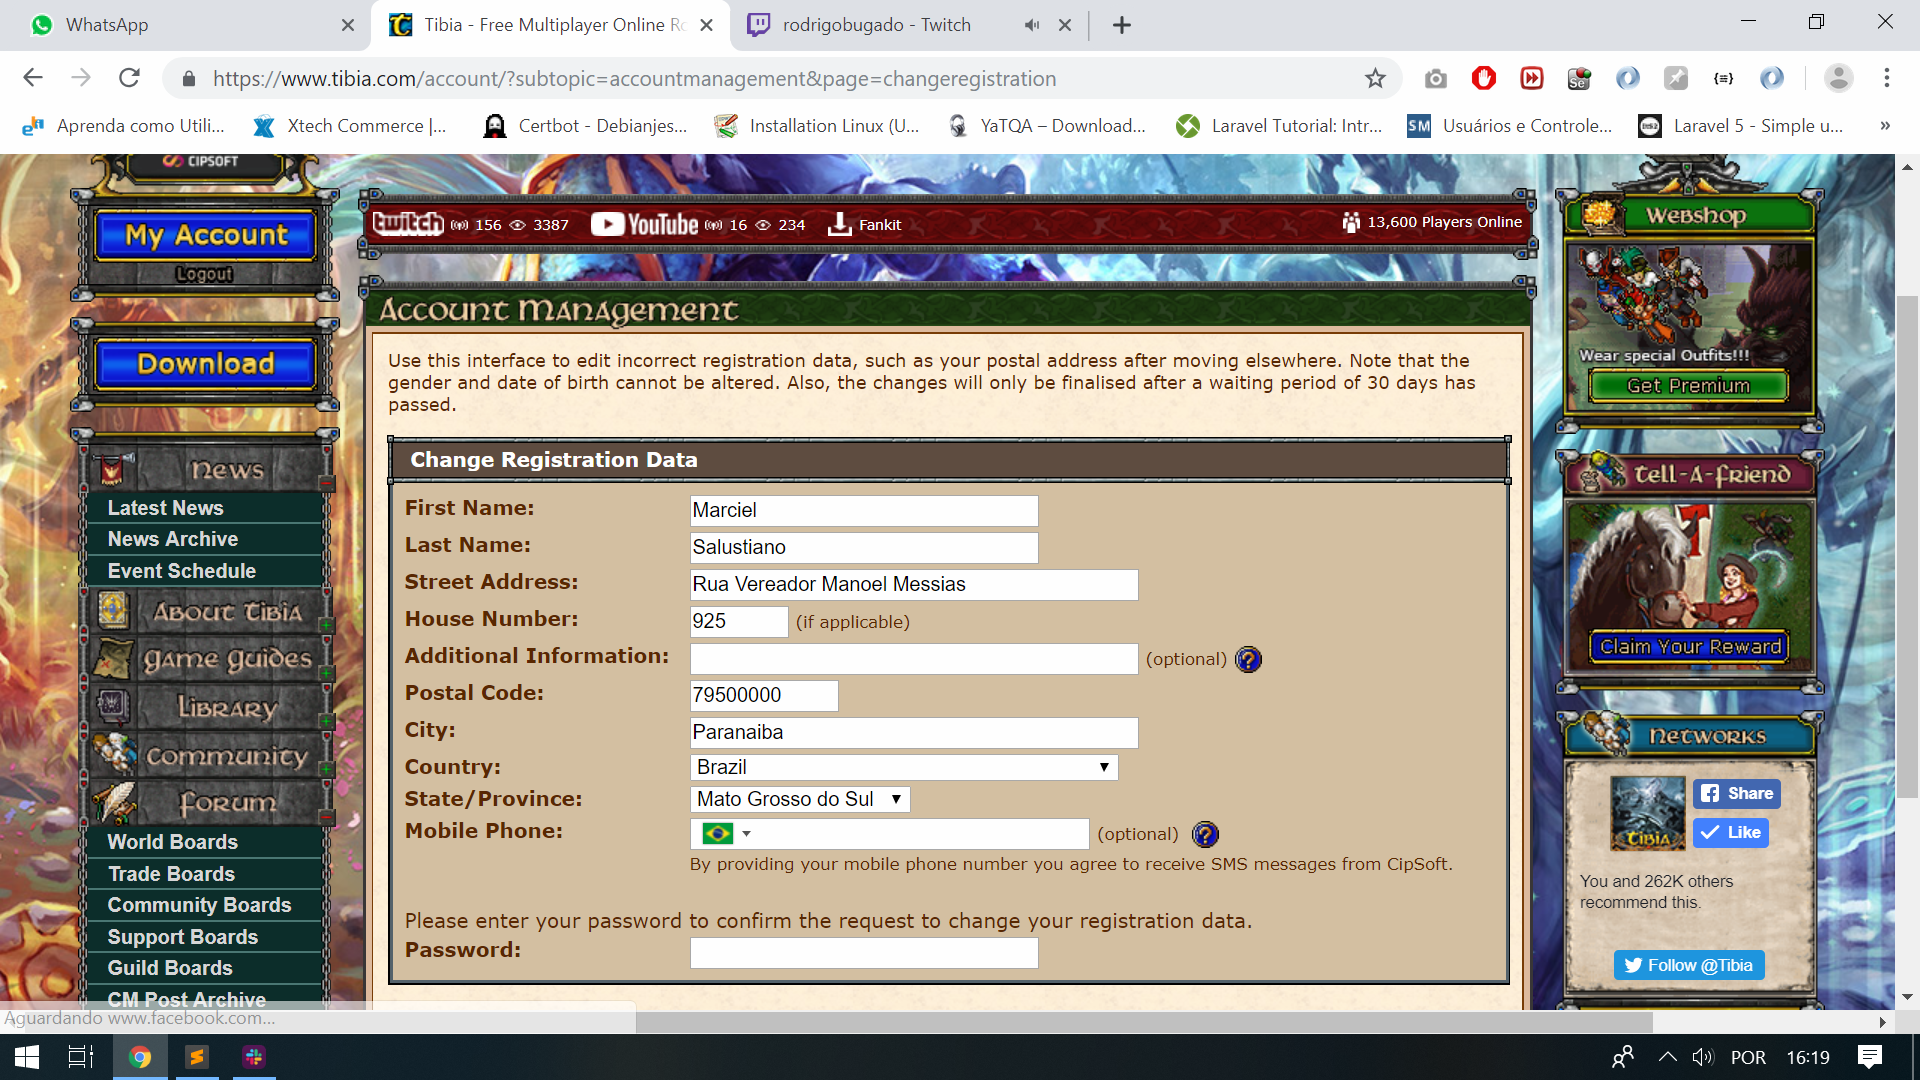 WhatsApp
Tibia - Free Multiplayer Online Ro
rodrigobugado - Twitch
https://www.tibia.com/account/?subtopic=accountmanagement&page=changeregistration
Aprenda como Utili...
Xtech Commerce |...
Certbot - Debianjes...
Installation Linux (U...
YaTQA – Download...
Laravel Tutorial: Intr...
SM Usuários e Controle...
Laravel 5 - Simple u...
»
CIPSOFT
My Account
Logout
Download
News
Latest News
News Archive
Event Schedule
About Tibia
Game Guides
Library
Community
Forum
World Boards
Trade Boards
Community Boards
Support Boards
Guild Boards
CM Post Archive
twitch 156 3387 YouTube 16 234 Fankit 13,600 Players Online
Account Management
Use this interface to edit incorrect registration data, such as your postal address after moving elsewhere. Note that the
gender and date of birth cannot be altered. Also, the changes will only be finalised after a waiting period of 30 days has
passed.
Change Registration Data
First Name: Marciel
Last Name: Salustiano
Street Address: Rua Vereador Manoel Messias
House Number: 925 (if applicable)
Additional Information: (optional) ?
Postal Code: 79500000
City: Paranaiba
Country: Brazil
State/Province: Mato Grosso do Sul
Mobile Phone: (optional) ?
By providing your mobile phone number you agree to receive SMS messages from CipSoft.
Please enter your password to confirm the request to change your registration data.
Password:
Webshop
Wear special Outfits!!!
Get Premium
Tell-A-Friend
Claim Your Reward
Networks
TIBIA
Share
Like
You and 262K others
recommend this.
Follow @Tibia
Aguardando www.facebook.com...
POR 16:19